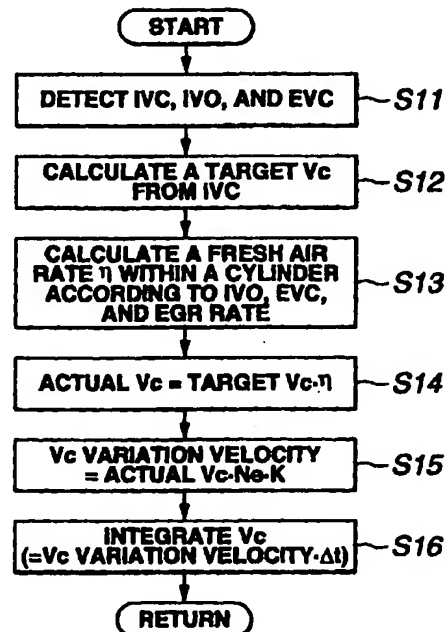 START
DETECT IVC, IVO, AND EVC
S11
CALCULATE A TARGET Vc
FROM IVC
S12
CALCULATE A FRESH AIR
RATE η WITHIN A CYLINDER
ACCORDING TO IVO, EVC,
AND EGR RATE
S13
ACTUAL Vc = TARGET Vc·η
S14
Vc VARIATION VELOCITY
= ACTUAL Vc·Ne·K
S15
INTEGRATE Vc
(=Vc VARIATION VELOCITY·Δt)
S16
RETURN